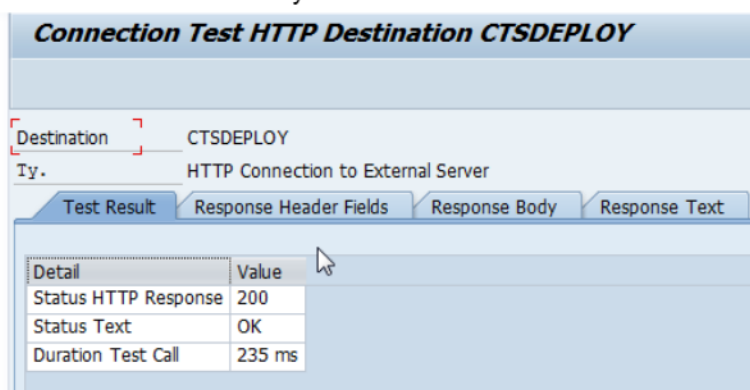 Connection Test HTTP Destination CTSDEPLOY
Destination CTSDEPLOY
Ty. HTTP Connection to External Server
Test Result Response Header Fields Response Body Response Text
Detail Value
Status HTTP Response 200
Status Text OK
Duration Test Call 235 ms